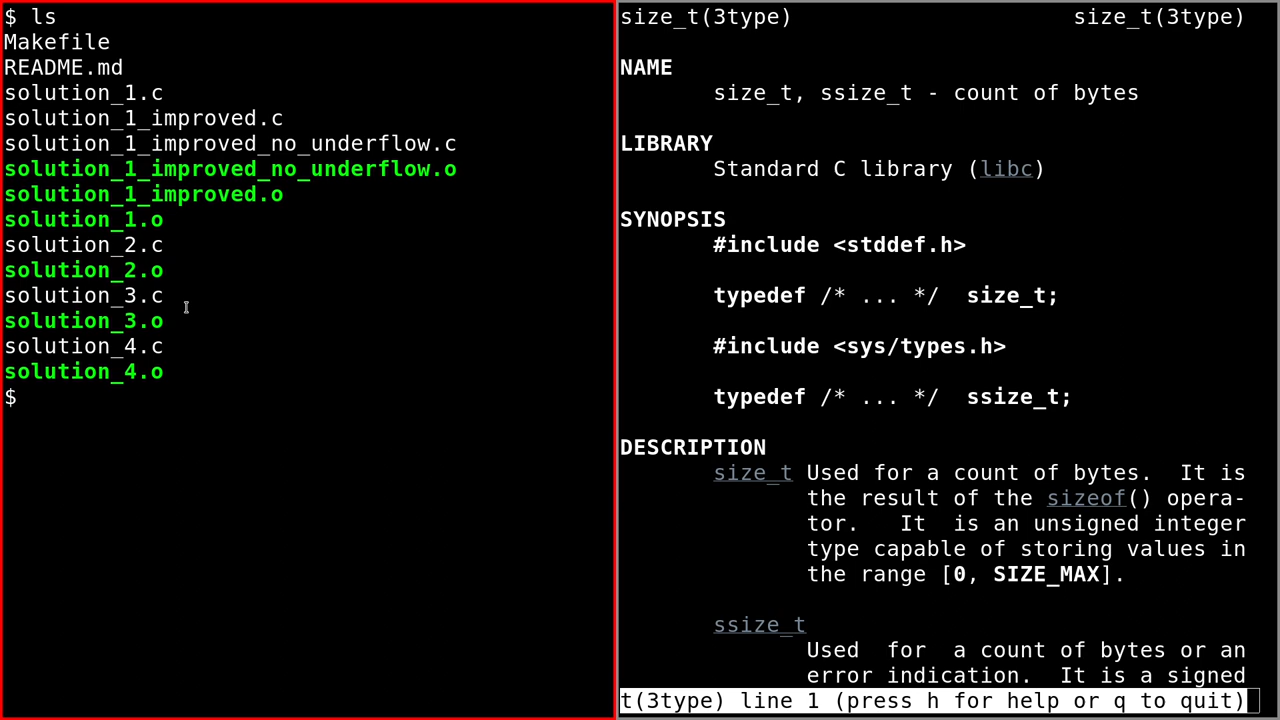 $ ls
Makefile
README.md
solution_1.c
solution_1_improved.c
solution_1_improved_no_underflow.c
solution_1_improved_no_underflow.o
solution_1_improved.o
solution_1.o
solution_2.c
solution_2.o
solution_3.c
solution_3.o
solution_4.c
solution_4.o
$
size_t(3type) size_t(3type)
NAME
size_t, ssize_t - count of bytes
LIBRARY
Standard C library (libc)
SYNOPSIS
#include <stddef.h>
typedef /* ... */ size_t;
#include <sys/types.h>
typedef /* ... */ ssize_t;
DESCRIPTION
size_t Used for a count of bytes. It is
the result of the sizeof() opera-
tor. It is an unsigned integer
type capable of storing values in
the range [0, SIZE_MAX].
ssize_t
Used for a count of bytes or an
error indication. It is a signed
t(3type) line 1 (press h for help or q to quit)